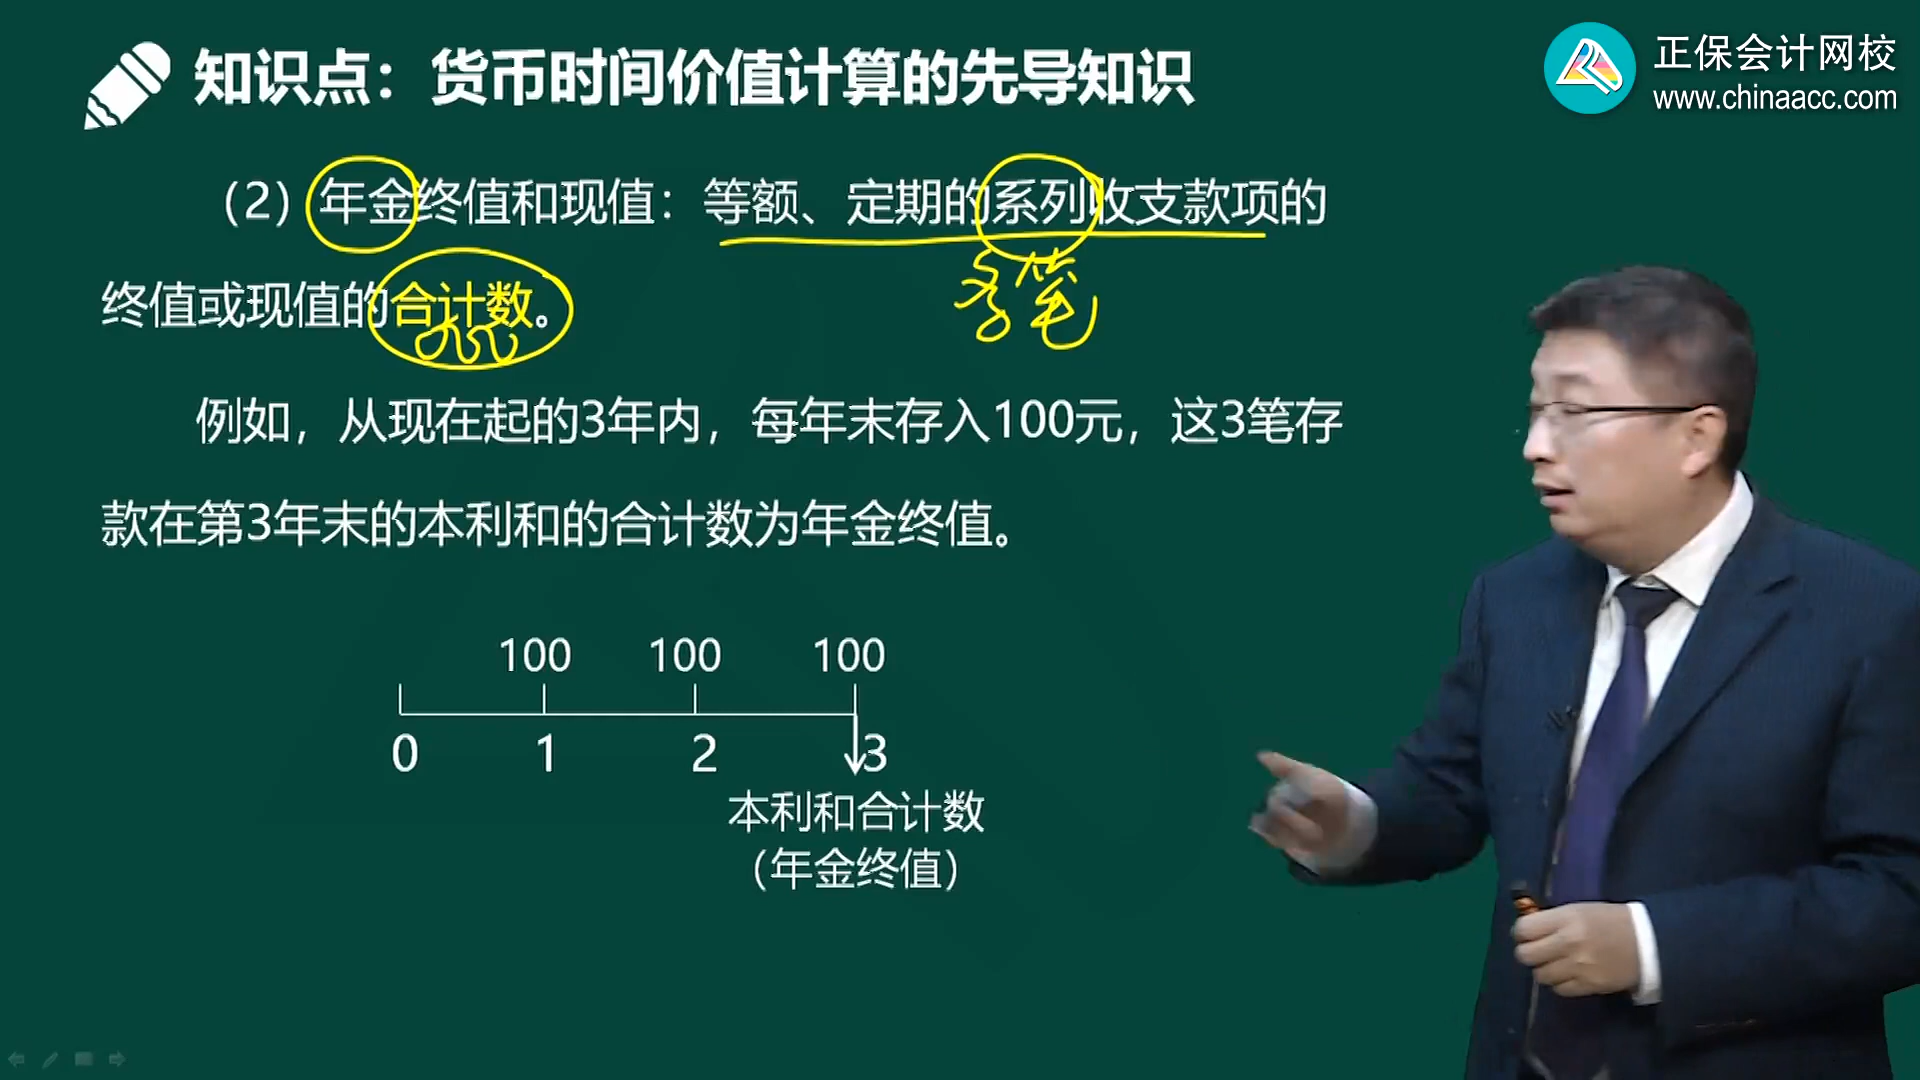 知识点：货币时间价值计算的先导知识
正保会计网校
www.chinaacc.com
（2）年金终值和现值：等额、定期的系列收支款项的
多笔
终值或现值的合计数。
例如，从现在起的3年内，每年末存入100元，这3笔存
款在第3年末的本利和的合计数为年金终值。
100 100 100
0 1 2 3
本利和合计数
（年金终值）